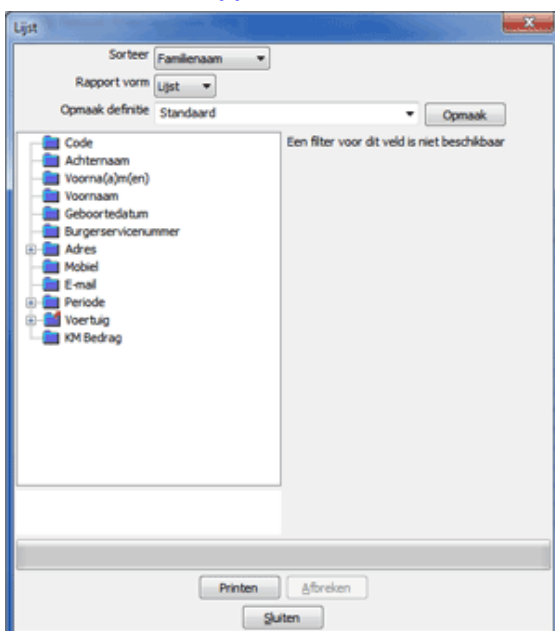 Lijst
Sorteer Familienaam
Rapport vorm Lijst
Opmaak definitie Standaard Opmaak
Een filter voor dit veld is niet beschikbaar
Code
Achternaam
Voorna(a)m(en)
Voornaam
Geboortedatum
Burgerservicenummer
Adres
Mobiel
E-mail
Periode
Voertuig
KM Bedrag
Printen Afbreken
Sluiten